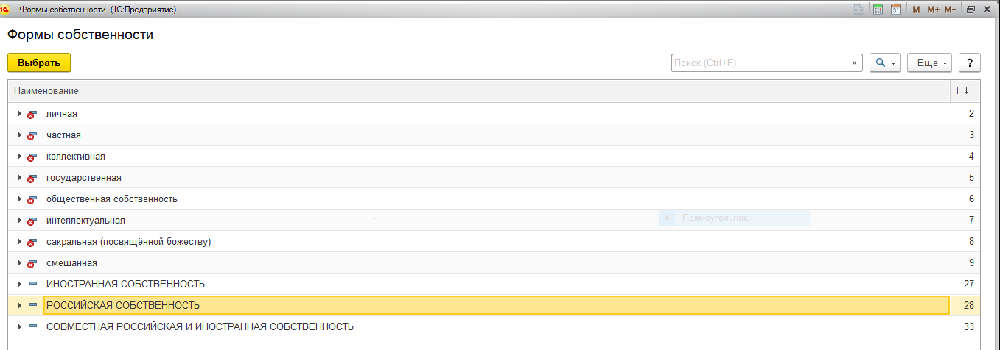 1С Формы собственности (1С:Предприятие) 31 M M+ M-
Формы собственности
Выбрать Поиск (Ctrl+F) × Еще ?
Наименование I ↓
личная 2
частная 3
коллективная 4
государственная 5
общественная собственность 6
интеллектуальная Прямоугольник 7
сакральная (посвящённой божеству) 8
смешанная 9
ИНОСТРАННАЯ СОБСТВЕННОСТЬ 27
РОССИЙСКАЯ СОБСТВЕННОСТЬ 28
СОВМЕСТНАЯ РОССИЙСКАЯ И ИНОСТРАННАЯ СОБСТВЕННОСТЬ 33